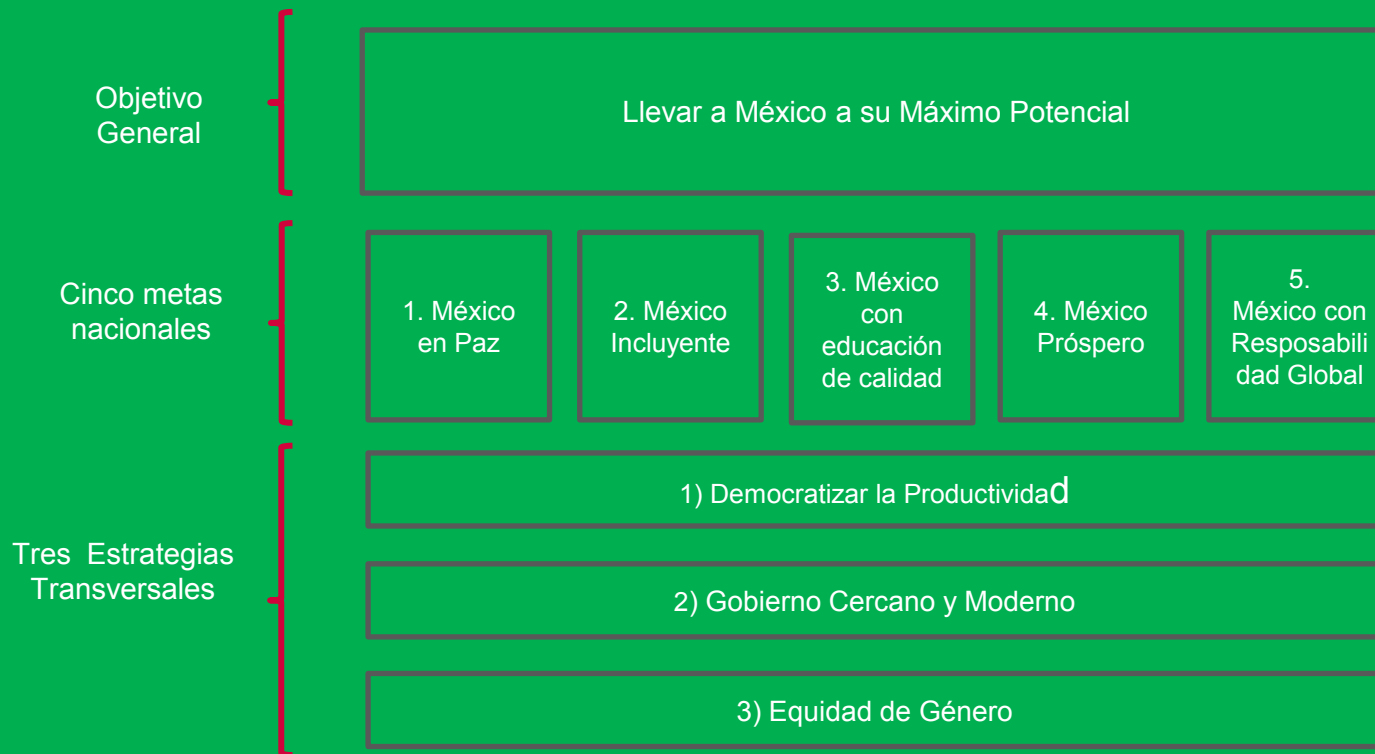 Objetivo
General
Llevar a México a su Máximo Potencial
Cinco metas
nacionales
1. México
en Paz
2. México
Incluyente
3. México
con
educación
de calidad
4. México
Próspero
5.
México con
Resposabili
dad Global
Tres Estrategias
Transversales
1) Democratizar la Productividad
2) Gobierno Cercano y Moderno
3) Equidad de Género